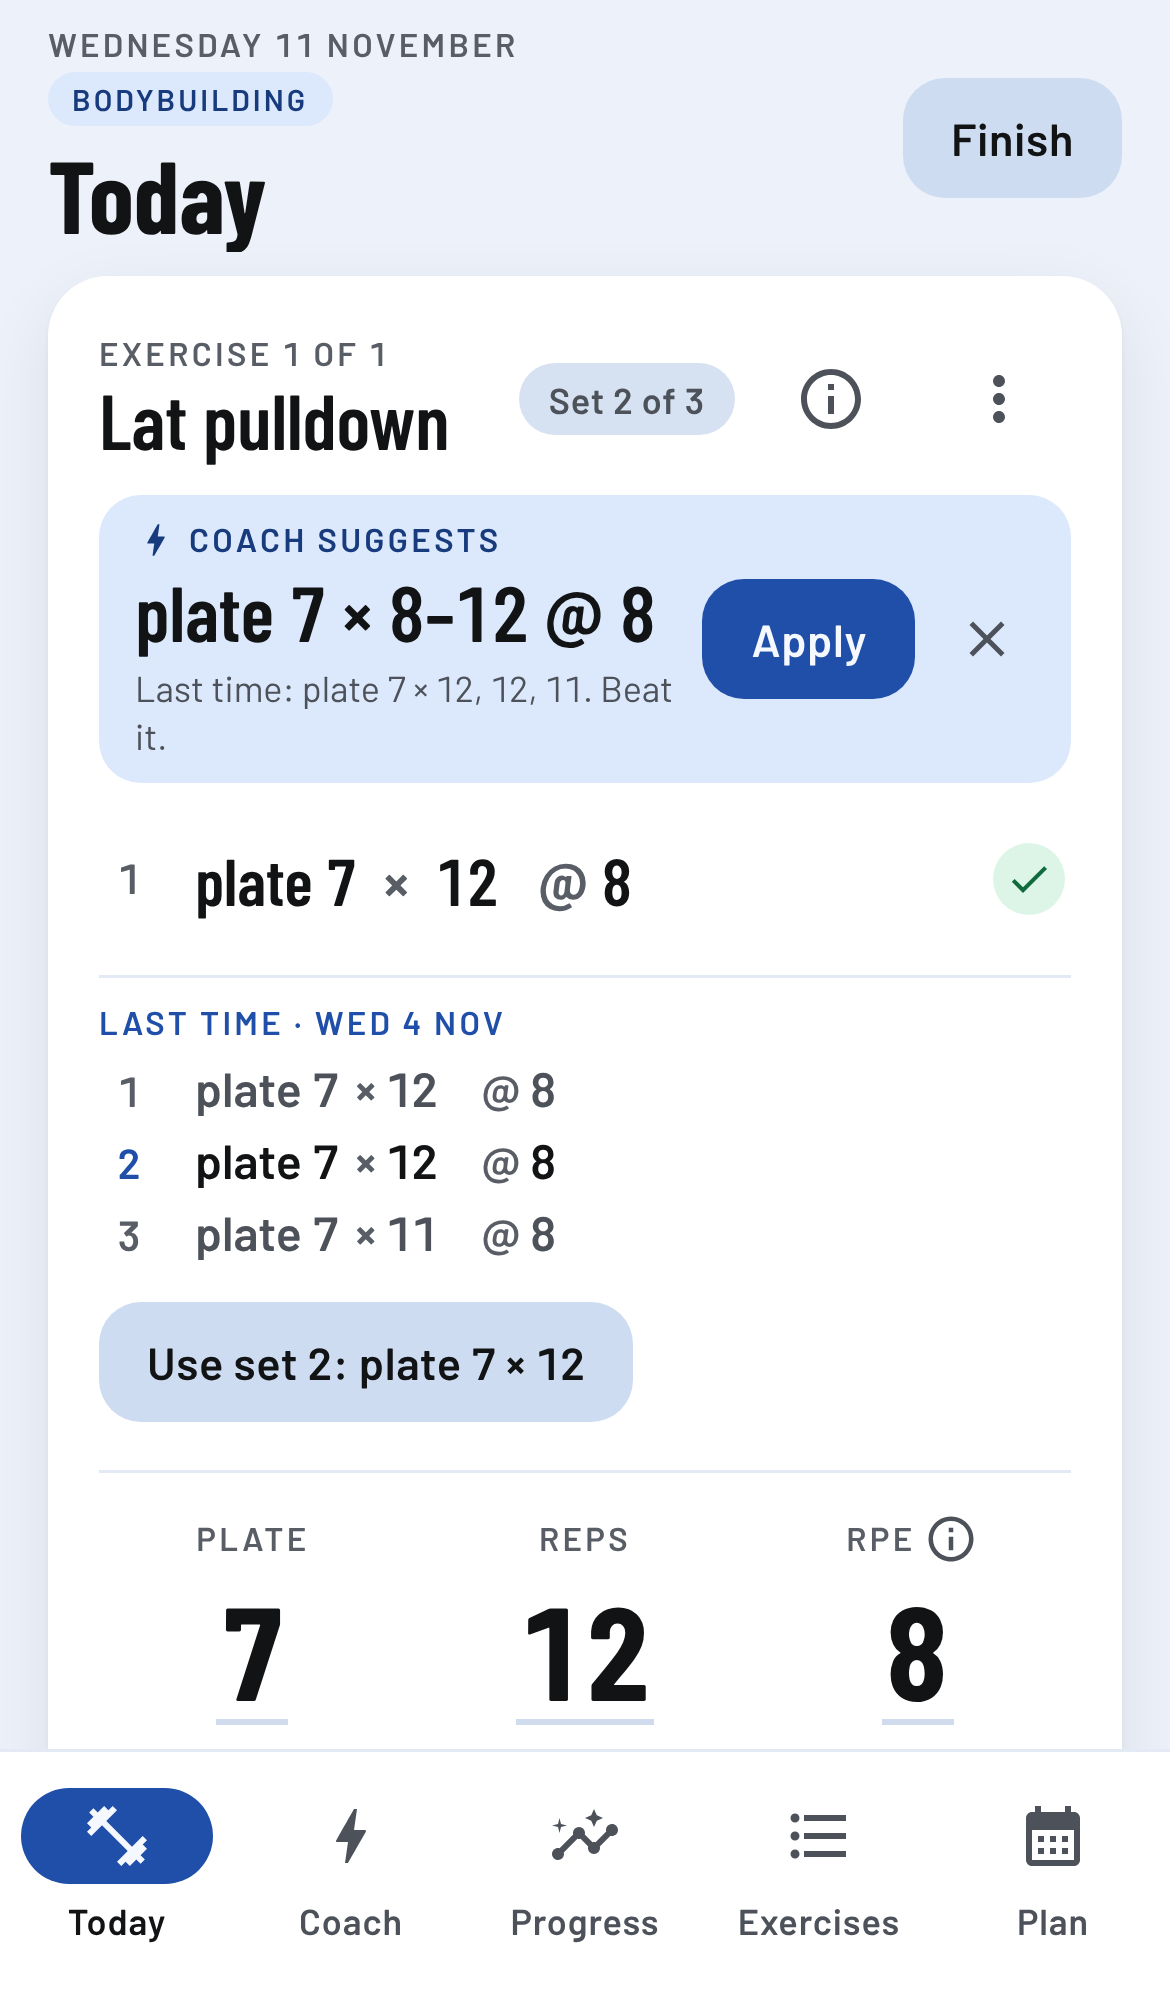 WEDNESDAY 11 NOVEMBER
BODYBUILDING
Finish
Today
EXERCISE 1 OF 1
Lat pulldown
Set 2 of 3
COACH SUGGESTS
plate 7 × 8–12 @ 8
Apply
Last time: plate 7 × 12, 12, 11. Beat
it.
1 plate 7 × 12 @ 8
LAST TIME · WED 4 NOV
1 plate 7 × 12 @ 8
2 plate 7 × 12 @ 8
3 plate 7 × 11 @ 8
Use set 2: plate 7 × 12
PLATE REPS RPE
7 12 8
Today Coach Progress Exercises Plan